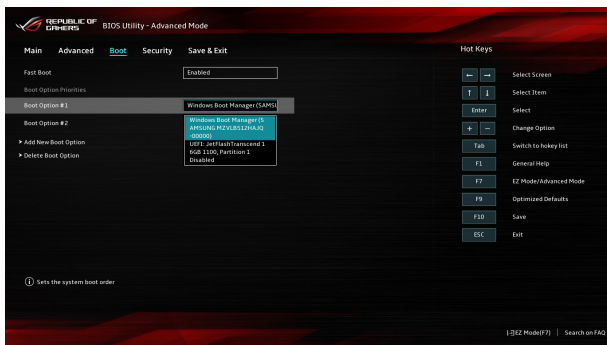 REPUBLIC OF
GAMERS
BIOS Utility - Advanced Mode
Main Advanced Boot Security Save & Exit
Fast Boot Enabled
Boot Option Priorities
Boot Option #1 Windows Boot Manager (SAMSU
Boot Option #2
Windows Boot Manager (S
AMSUNG MZVLB512HAJQ
-00000)
UEFI: JetFlashTranscend 1
6GB 1100, Partition 1
Disabled
> Add New Boot Option
> Delete Boot Option
i Sets the system boot order
Hot Keys
← → Select Screen
↑ ↓ Select Item
Enter Select
+ − Change Option
Tab Switch to hokey list
F1 General Help
F7 EZ Mode/Advanced Mode
F9 Optimized Defaults
F10 Save
ESC Exit
EZ Mode(F7) | Search on FAQ